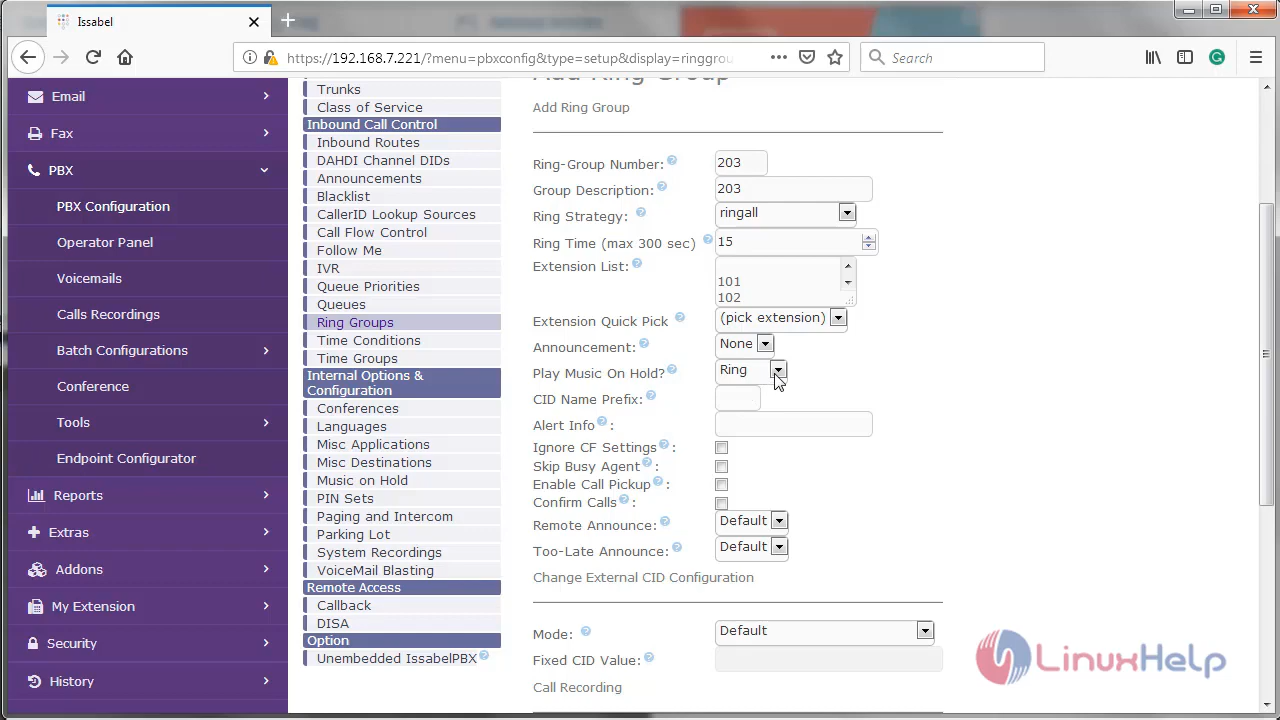 Issabel
https://192.168.7.221/?menu=pbxconfig&type=setup&display=ringgro
Search
Email
Fax
PBX
PBX Configuration
Operator Panel
Voicemails
Calls Recordings
Batch Configurations
Conference
Tools
Endpoint Configurator
Reports
Extras
Addons
My Extension
Security
History
Trunks
Class of Service
Inbound Call Control
Inbound Routes
DAHDI Channel DIDs
Announcements
Blacklist
CallerID Lookup Sources
Call Flow Control
Follow Me
IVR
Queue Priorities
Queues
Ring Groups
Time Conditions
Time Groups
Internal Options & Configuration
Conferences
Languages
Misc Applications
Misc Destinations
Music on Hold
PIN Sets
Paging and Intercom
Parking Lot
System Recordings
VoiceMail Blasting
Remote Access
Callback
DISA
Option
Unembedded IssabelPBX
Add Ring Group
Add Ring Group
Ring-Group Number: 203
Group Description: 203
Ring Strategy: ringall
Ring Time (max 300 sec) 15
Extension List:
101
102
Extension Quick Pick (pick extension)
Announcement: None
Play Music On Hold? Ring
CID Name Prefix:
Alert Info :
Ignore CF Settings :
Skip Busy Agent :
Enable Call Pickup :
Confirm Calls :
Remote Announce: Default
Too-Late Announce: Default
Change External CID Configuration
Mode: Default
Fixed CID Value:
Call Recording
LinuxHelp